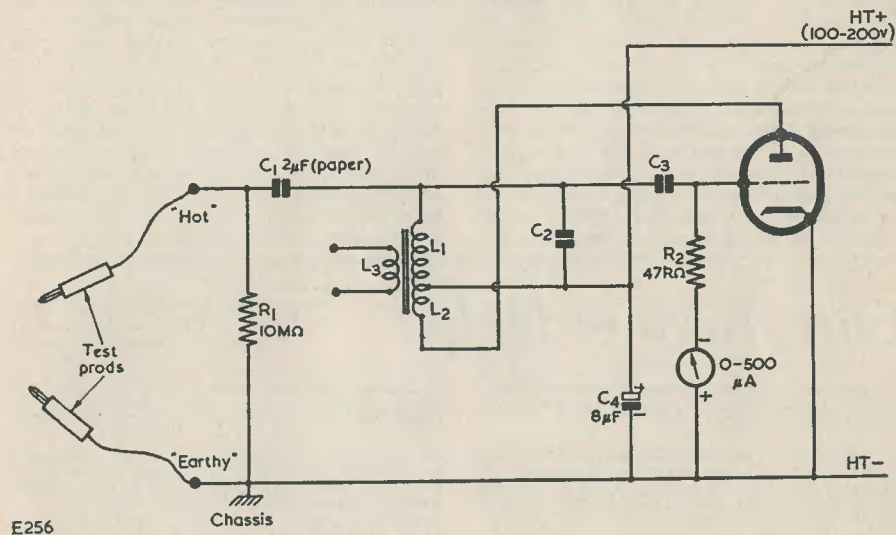 HT+
(100-200v)
C1 2µF (paper)
C3
"Hot"
L3
L1
C2
R2
47RΩ
L2
R1
10MΩ
Test
prods
0-500
µA
-
+
C4
8µF
+
-
"Earthy"
HT-
Chassis
E256